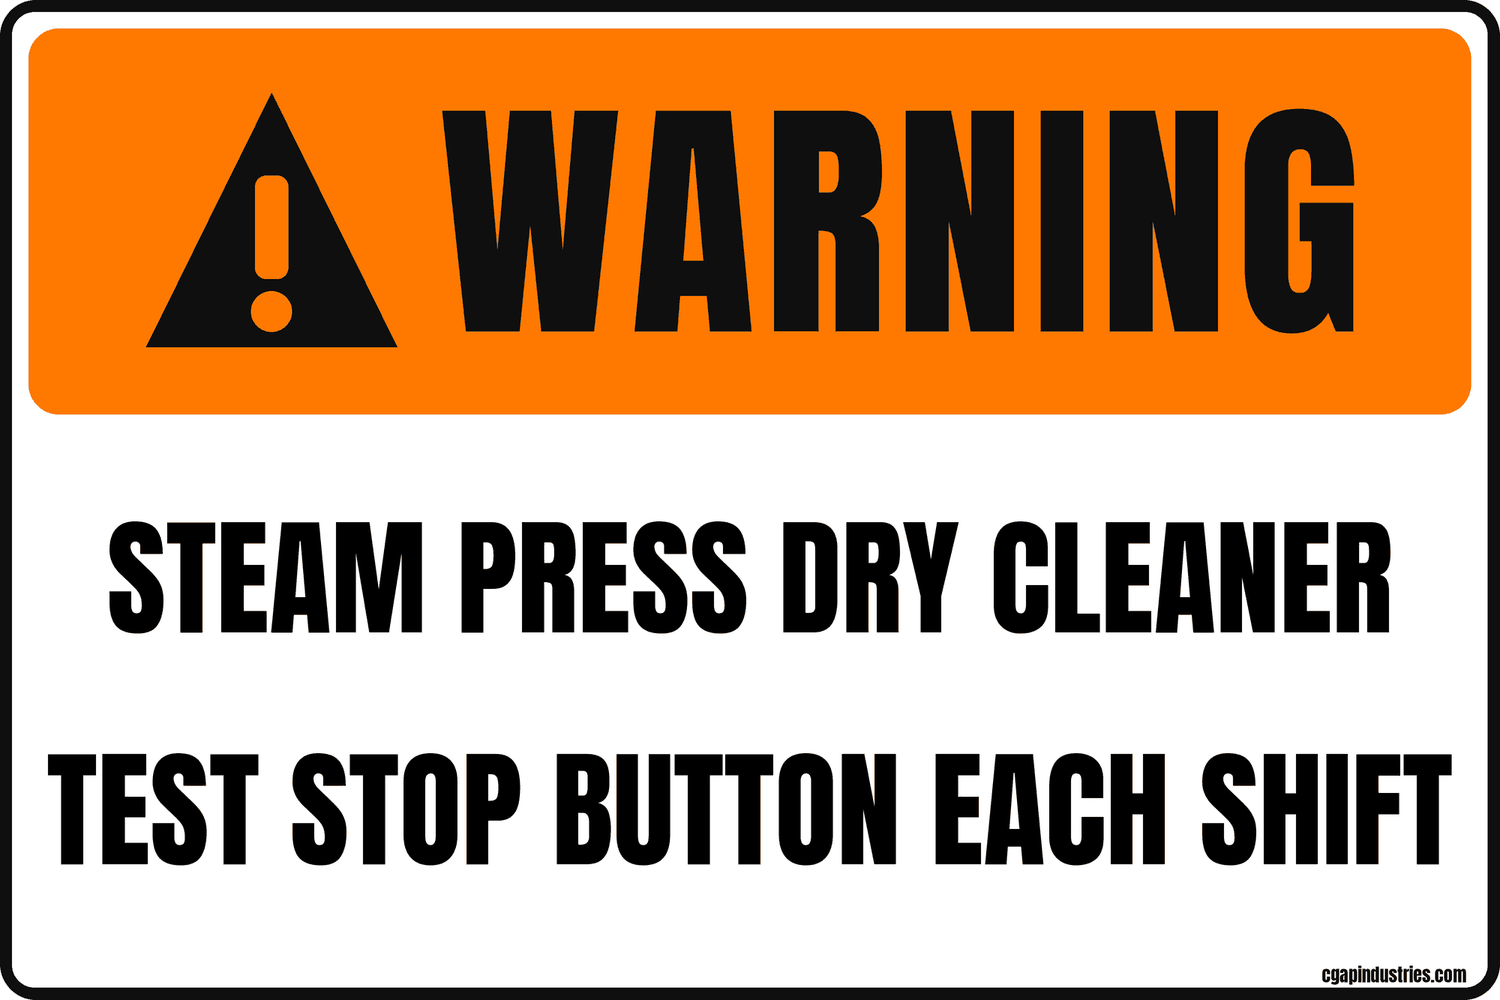 WARNING
STEAM PRESS DRY CLEANER
TEST STOP BUTTON EACH SHIFT
cgapindustries.com